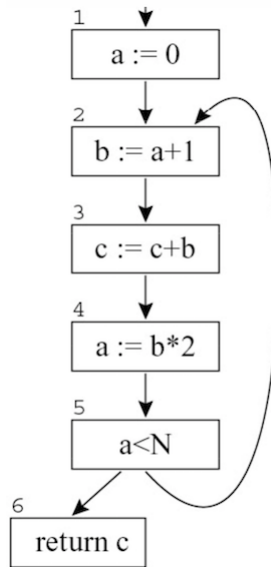 1
a := 0
2
b := a+1
3
c := c+b
4
a := b*2
5
a<N
6
return c